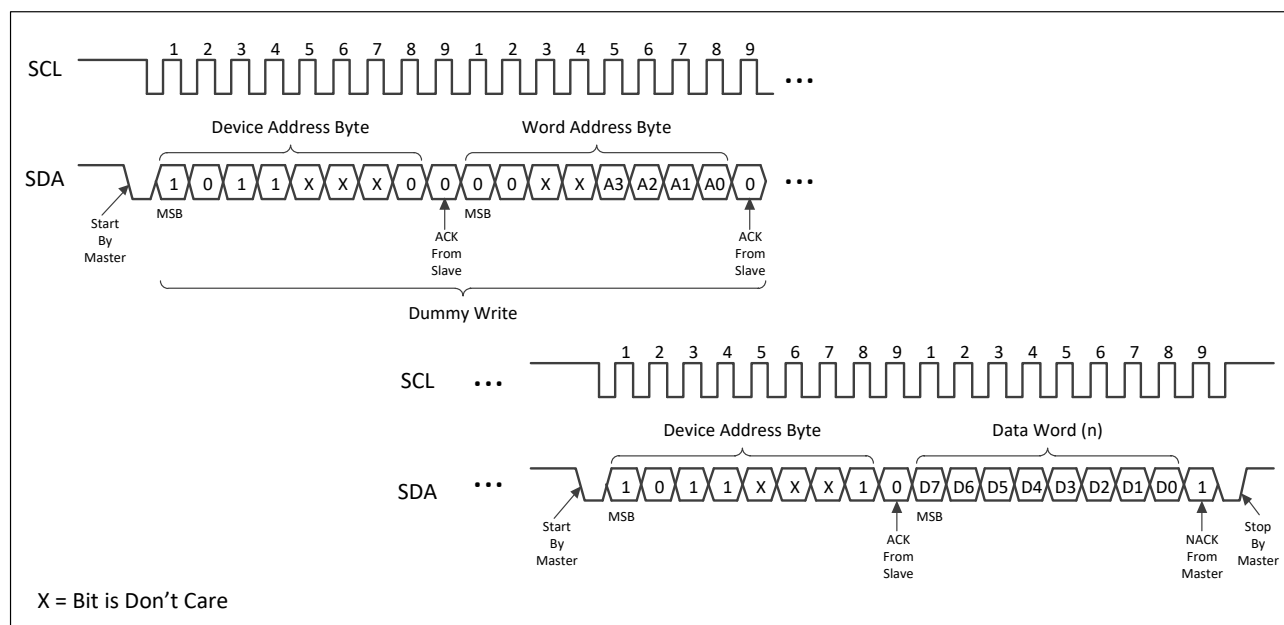 1 2 3 4 5 6 7 8 9 1 2 3 4 5 6 7 8 9
SCL ...
Device Address Byte Word Address Byte
SDA 1 0 1 1 X X X 0 0 0 0 X X A3 A2 A1 A0 0 ...
MSB MSB
Start
By
Master
ACK
From
Slave
ACK
From
Slave
Dummy Write
1 2 3 4 5 6 7 8 9 1 2 3 4 5 6 7 8 9
SCL ...
Device Address Byte Data Word (n)
SDA ... 1 0 1 1 X X X 1 0 D7 D6 D5 D4 D3 D2 D1 D0 1
MSB MSB
Start
By
Master
ACK
From
Slave
NACK
From
Master
Stop
By
Master
X = Bit is Don’t Care